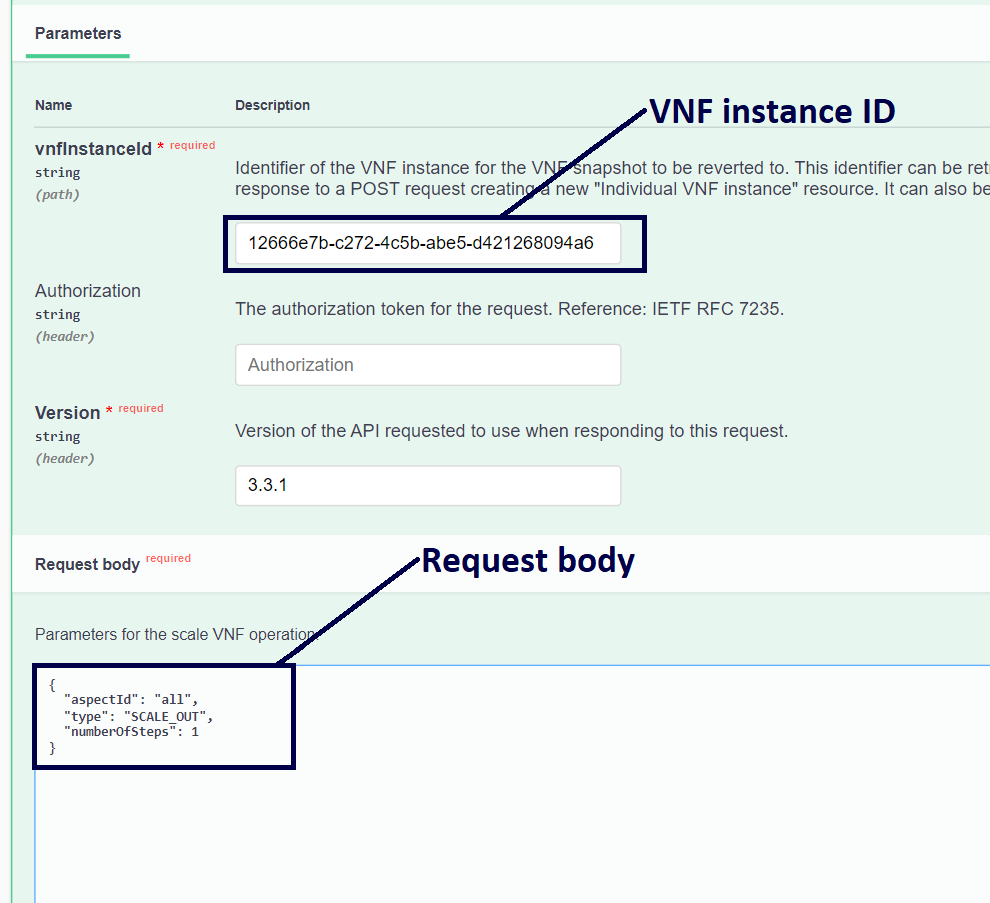 Parameters
Name Description
VNF instance ID
vnfInstanceId * required
string
(path)
Identifier of the VNF instance for the VNF snapshot to be reverted to. This identifier can be ret
response to a POST request creating a new "Individual VNF instance" resource. It can also be
12666e7b-c272-4c5b-abe5-d421268094a6
Authorization
string
(header)
The authorization token for the request. Reference: IETF RFC 7235.
Authorization
Version * required
string
(header)
Version of the API requested to use when responding to this request.
3.3.1
Request body required
Request body
Parameters for the scale VNF operation
{
"aspectId": "all",
"type": "SCALE_OUT",
"numberOfSteps": 1
}